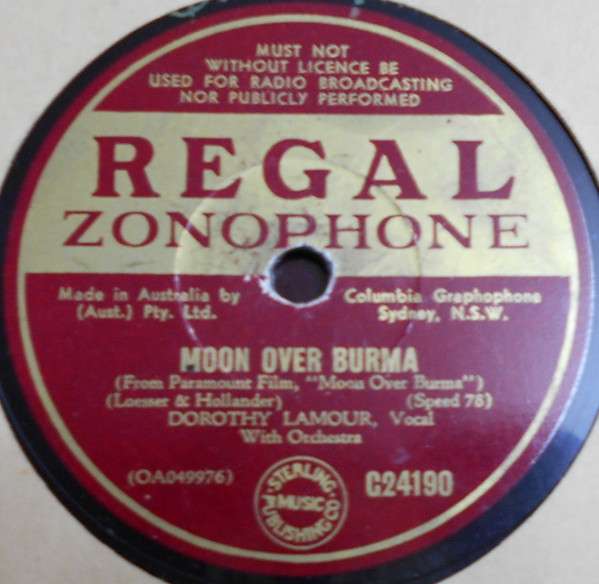 MUST NOT
WITHOUT LICENCE BE
USED FOR RADIO BROADCASTING
NOR PUBLICLY PERFORMED
REGAL
ZONOPHONE
Made in Australia by Columbia Graphophone
(Aust.) Pty. Ltd. Sydney, N.S.W.
MOON OVER BURMA
(From Paramount Film, "Moon Over Burma")
(Loesser & Hollander) (Speed 78)
DOROTHY LAMOUR, Vocal
With Orchestra
(OA049976) G24190
STERLING
MUSIC
PUBLISHING Co